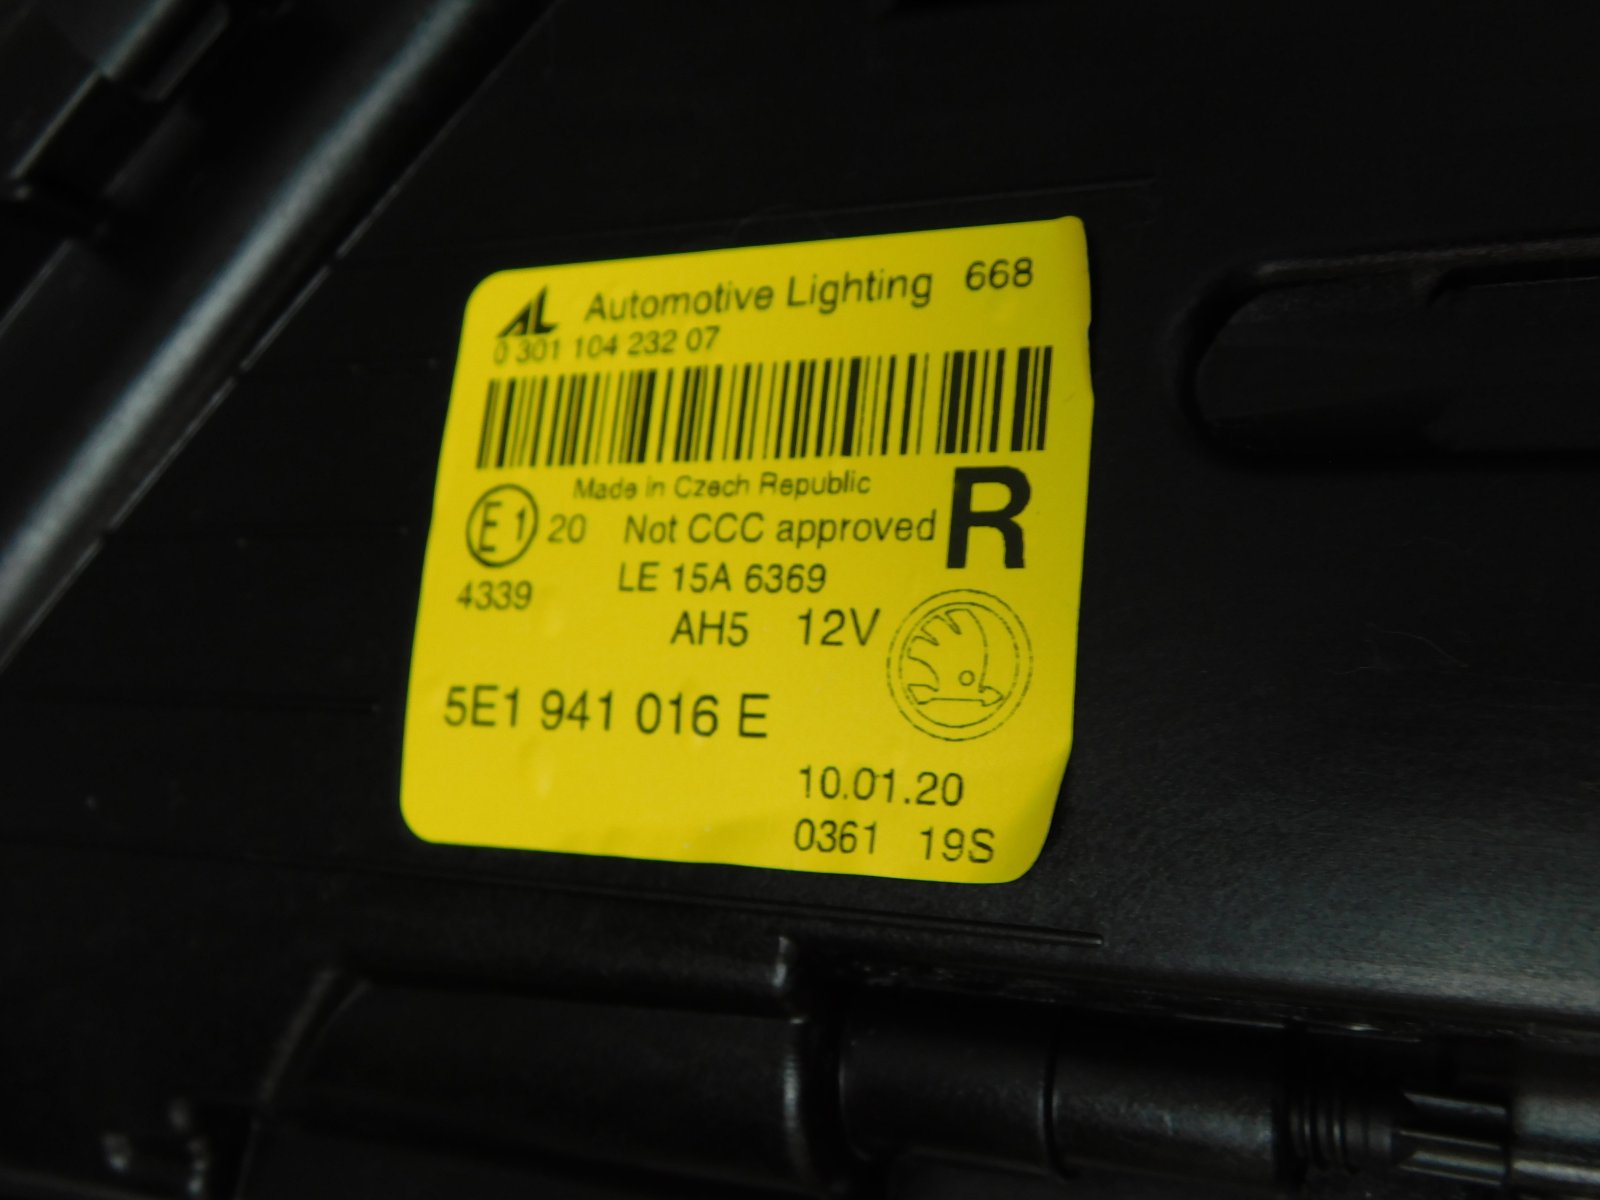 AL Automotive Lighting 668
0 301 104 232 07
Made in Czech Republic
E1 20 Not CCC approved R
4339 LE 15A 6369
AH5 12V
5E1 941 016 E
10.01.20
0361 19S